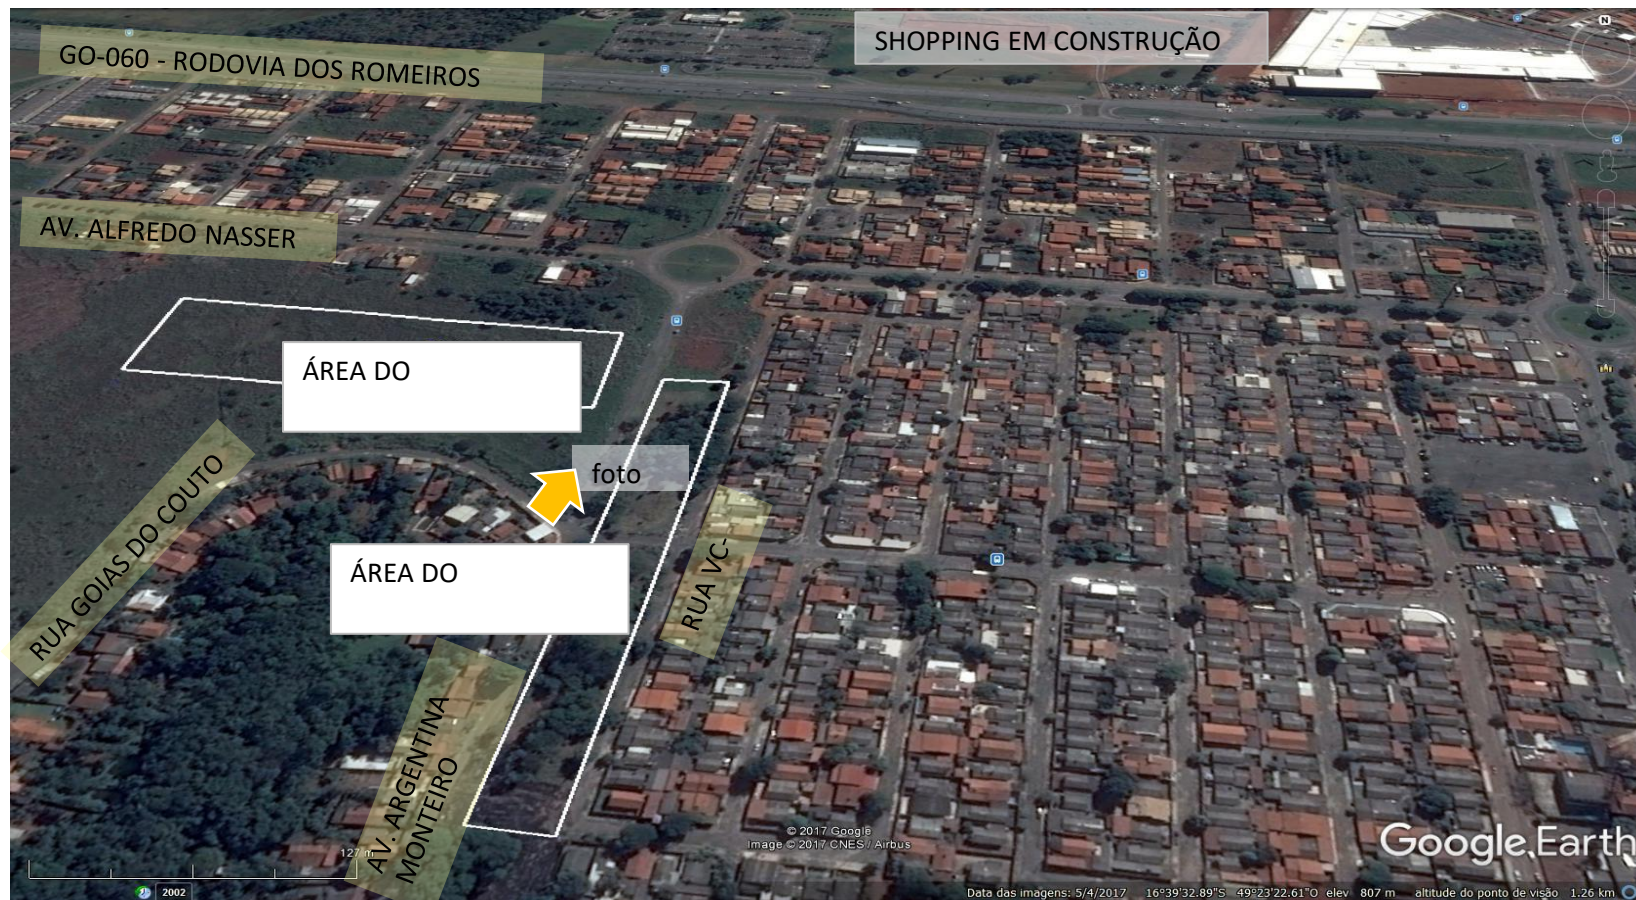 SHOPPING EM CONSTRUÇÃO
GO-060 - RODOVIA DOS ROMEIROS
AV. ALFREDO NASSER
ÁREA DO
foto
RUA GOIAS DO COUTO
RUA VC-
ÁREA DO
AV. ARGENTINA
MONTEIRO
N
© 2017 Google
Image © 2017 CNES / Airbus
Google Earth
127 m
2002
Data das imagens: 5/4/2017 16°39'32.89"S 49°23'22.61"O elev 807 m altitude do ponto de visão 1.26 km